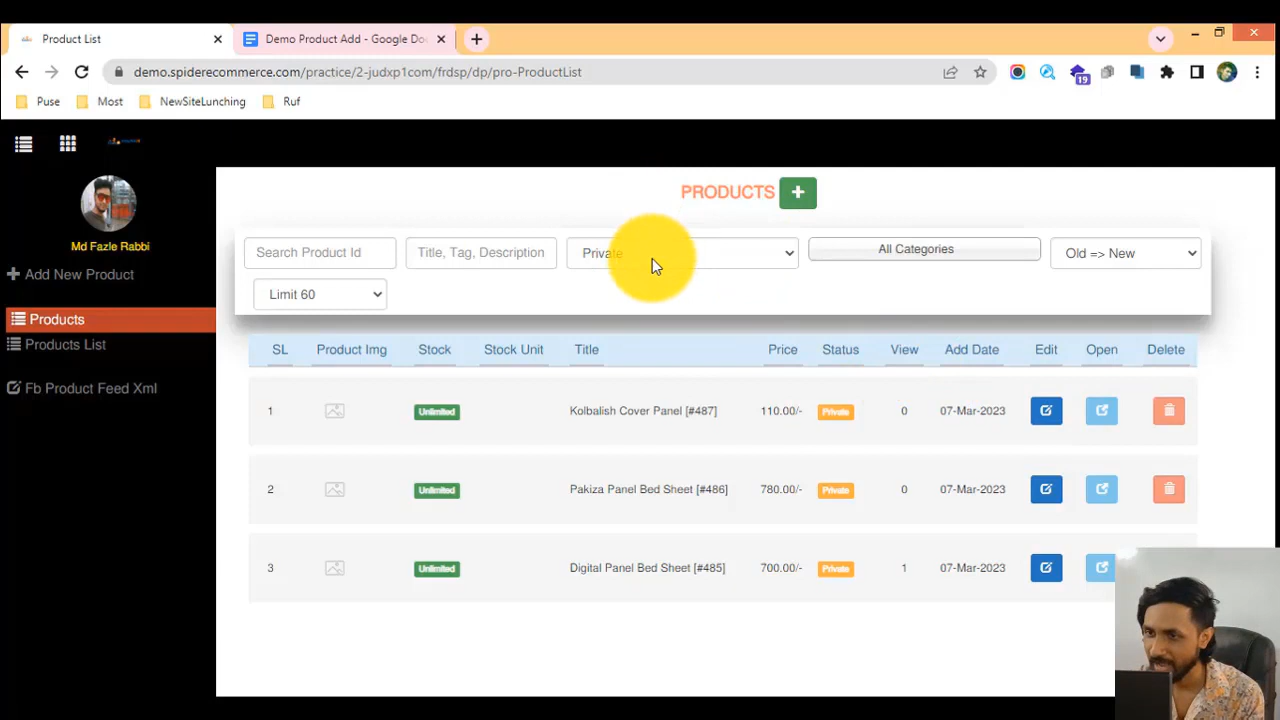 Product List
Demo Product Add - Google Do
demo.spiderecommerce.com/practice/2-judxp1com/frdsp/dp/pro-ProductList
19
Puse
Most
NewSiteLunching
Ruf
Md Fazle Rabbi
Add New Product
Products
Products List
Fb Product Feed Xml
PRODUCTS
Search Product Id
Title, Tag, Description
Private
All Categories
Old => New
Limit 60
SL Product Img Stock Stock Unit Title Price Status View Add Date Edit Open Delete
1 Unlimited Kolbalish Cover Panel [#487] 110.00/- Private 0 07-Mar-2023
2 Unlimited Pakiza Panel Bed Sheet [#486] 780.00/- Private 0 07-Mar-2023
3 Unlimited Digital Panel Bed Sheet [#485] 700.00/- Private 1 07-Mar-2023